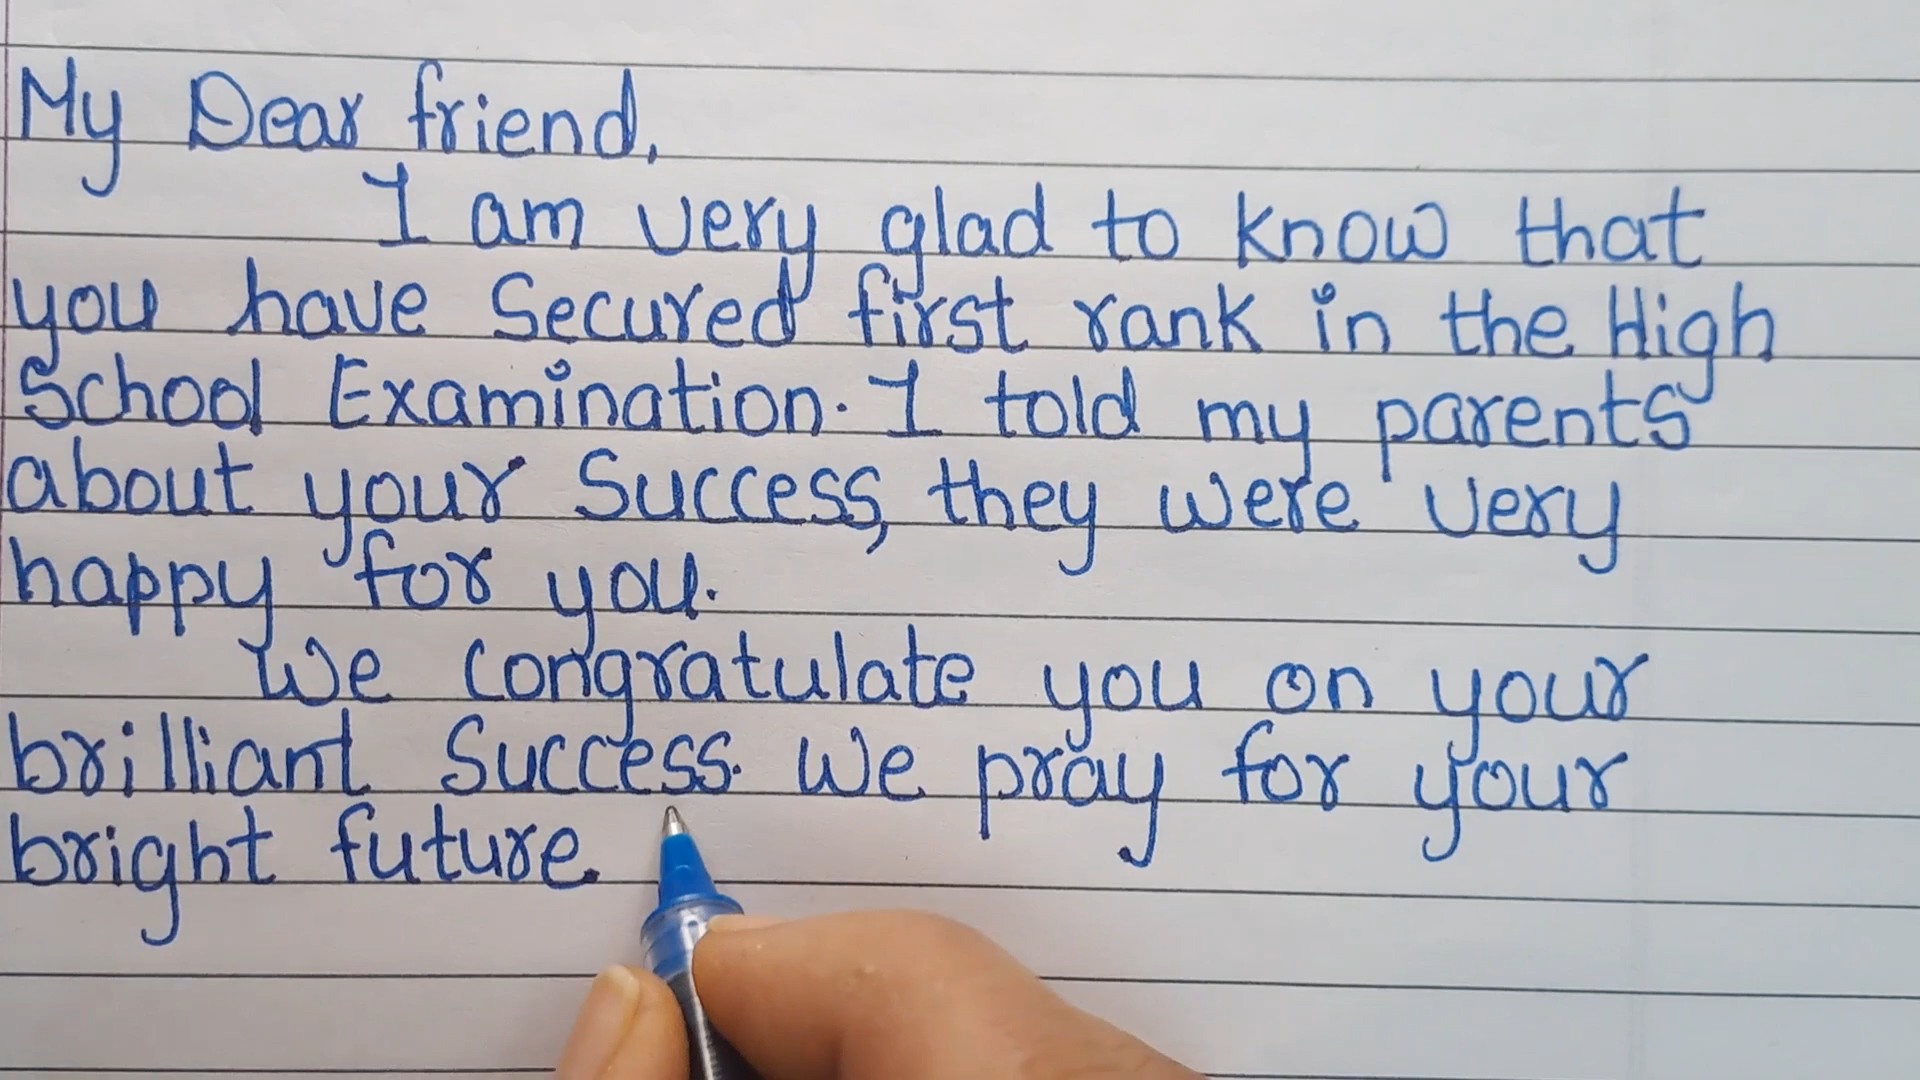 My Dear friend,
I am very glad to know that
you have Secured first rank in the High
School Examination. I told my parents
about your Success, they were very
happy for you.
We congratulate you on your
brilliant Success. We pray for your
bright future.